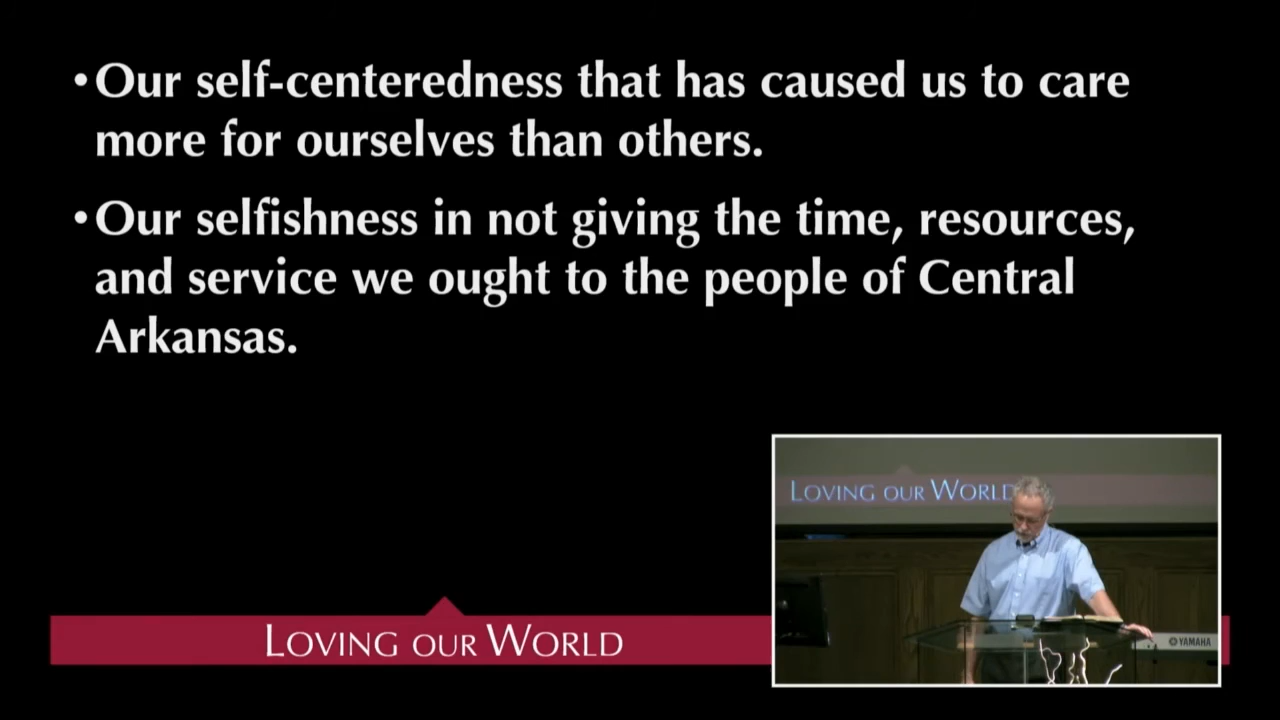 •Our self-centeredness that has caused us to care
more for ourselves than others.
•Our selfishness in not giving the time, resources,
and service we ought to the people of Central
Arkansas.
LOVING OUR WORLD
LOVING OUR WORLD
YAMAHA